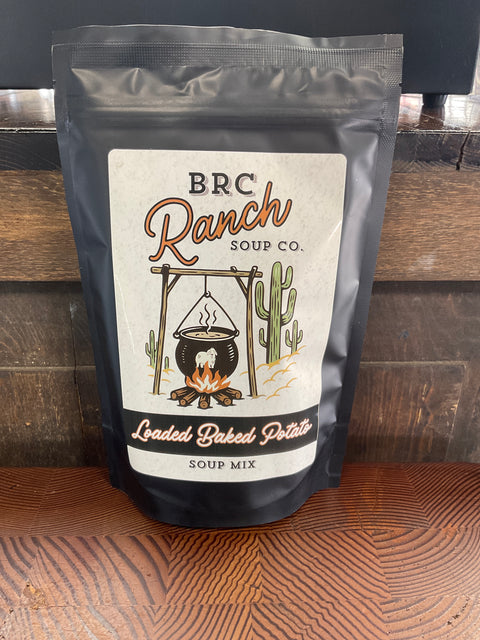 BRC
Ranch
SOUP CO.
Loaded Baked Potato
SOUP MIX